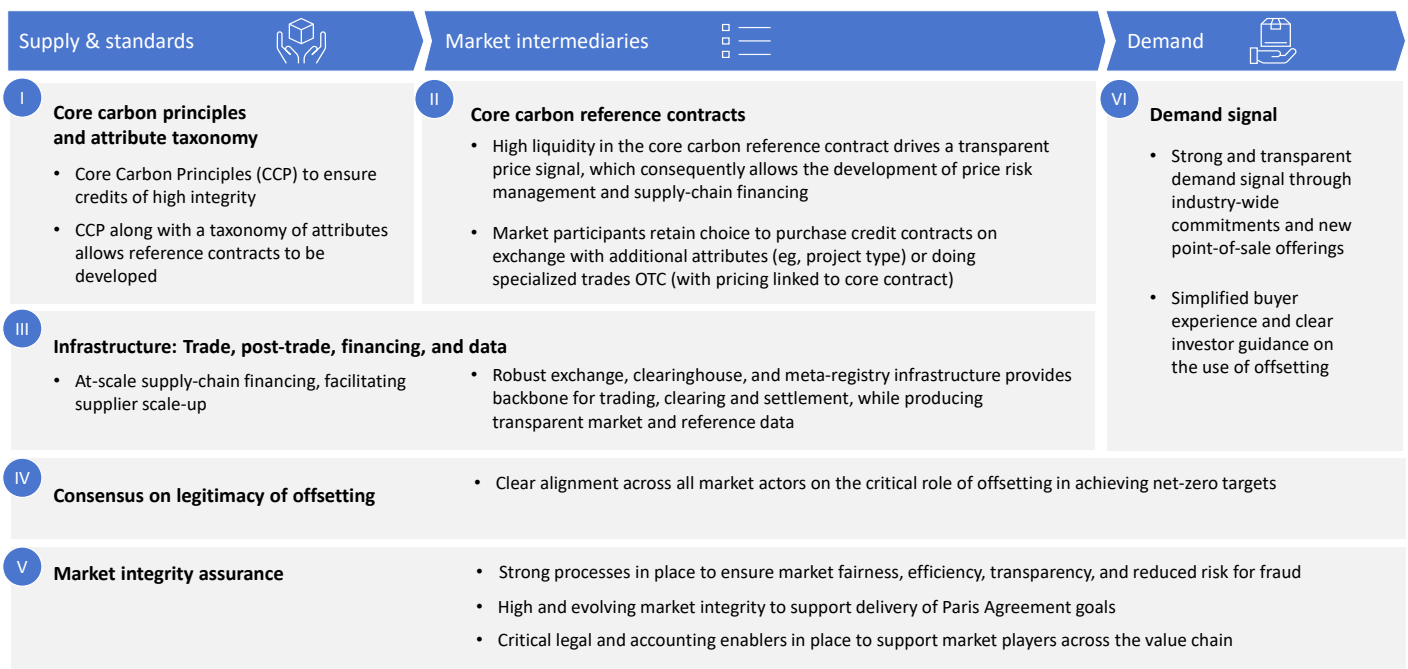 Supply & standards
Market intermediaries
Demand
I
Core carbon principles
and attribute taxonomy
• Core Carbon Principles (CCP) to ensure
credits of high integrity
• CCP along with a taxonomy of attributes
allows reference contracts to be
developed
II
Core carbon reference contracts
• High liquidity in the core carbon reference contract drives a transparent
price signal, which consequently allows the development of price risk
management and supply-chain financing
• Market participants retain choice to purchase credit contracts on
exchange with additional attributes (eg, project type) or doing
specialized trades OTC (with pricing linked to core contract)
VI
Demand signal
• Strong and transparent
demand signal through
industry-wide
commitments and new
point-of-sale offerings
• Simplified buyer
experience and clear
investor guidance on
the use of offsetting
III
Infrastructure: Trade, post-trade, financing, and data
• At-scale supply-chain financing, facilitating
supplier scale-up
• Robust exchange, clearinghouse, and meta-registry infrastructure provides
backbone for trading, clearing and settlement, while producing
transparent market and reference data
IV
Consensus on legitimacy of offsetting
• Clear alignment across all market actors on the critical role of offsetting in achieving net-zero targets
V
Market integrity assurance
• Strong processes in place to ensure market fairness, efficiency, transparency, and reduced risk for fraud
• High and evolving market integrity to support delivery of Paris Agreement goals
• Critical legal and accounting enablers in place to support market players across the value chain